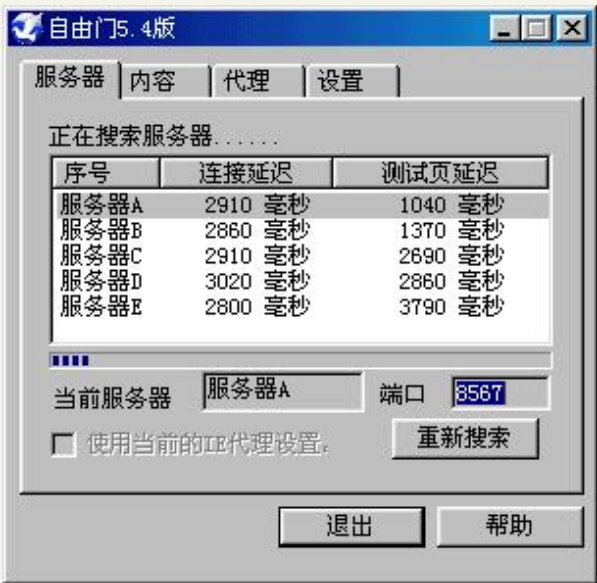 自由门5.4版
服务器 内容 代理 设置
正在搜索服务器......
序号 连接延迟 测试页延迟
服务器A 2910 毫秒 1040 毫秒
服务器B 2860 毫秒 1370 毫秒
服务器C 2910 毫秒 2690 毫秒
服务器D 3020 毫秒 2860 毫秒
服务器E 2800 毫秒 3790 毫秒
当前服务器 服务器A 端口 8567
使用当前的IE代理设置。 重新搜索
退出 帮助